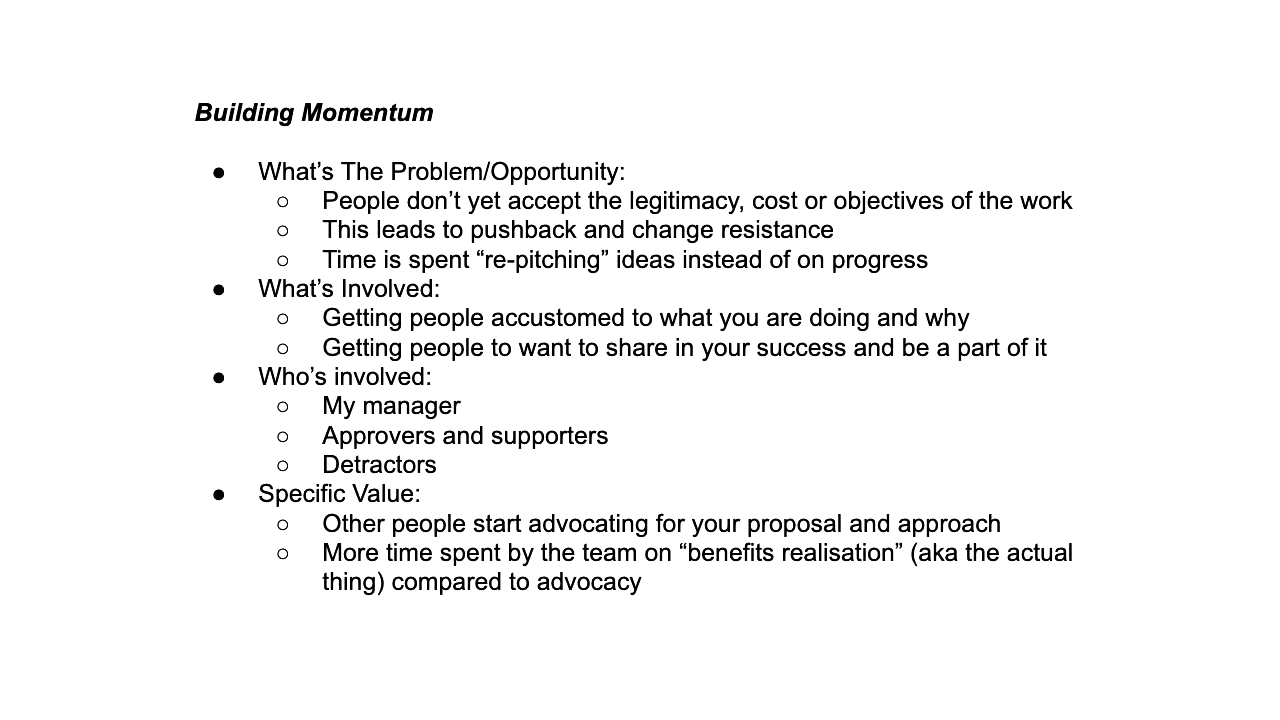 Building Momentum
● What’s The Problem/Opportunity:
○ People don’t yet accept the legitimacy, cost or objectives of the work
○ This leads to pushback and change resistance
○ Time is spent “re-pitching” ideas instead of on progress
● What’s Involved:
○ Getting people accustomed to what you are doing and why
○ Getting people to want to share in your success and be a part of it
● Who’s involved:
○ My manager
○ Approvers and supporters
○ Detractors
● Specific Value:
○ Other people start advocating for your proposal and approach
○ More time spent by the team on “benefits realisation” (aka the actual
thing) compared to advocacy